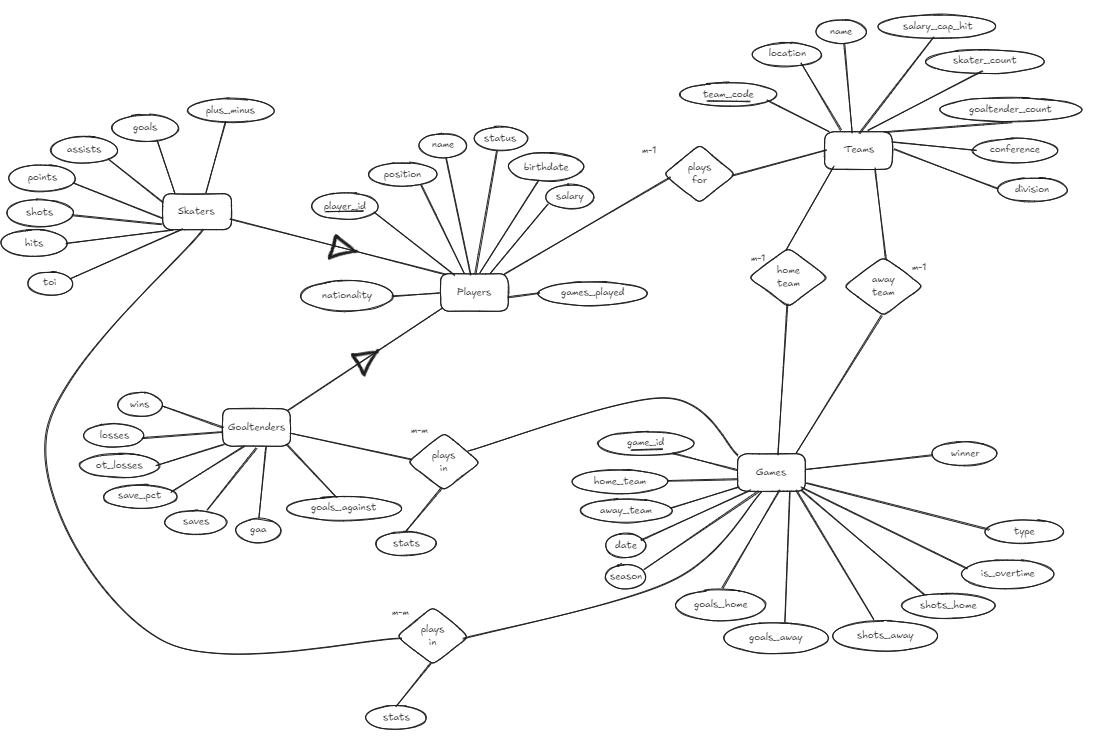 salary_cap_hit
name
location
skater_count
team_code
goaltender_count
Teams
conference
division
plus_minus
goals
assists
points
shots
hits
toi
Skaters
name
status
position
birthdate
player_id
salary
nationality
Players
games_played
m-1
plays
for
m-1
home
team
m-1
away
team
wins
losses
ot_losses
save_pct
saves
gaa
goals_against
Goaltenders
m-m
plays
in
stats
game_id
home_team
away_team
date
season
goals_home
goals_away
shots_away
shots_home
is_overtime
type
winner
Games
m-m
plays
in
stats